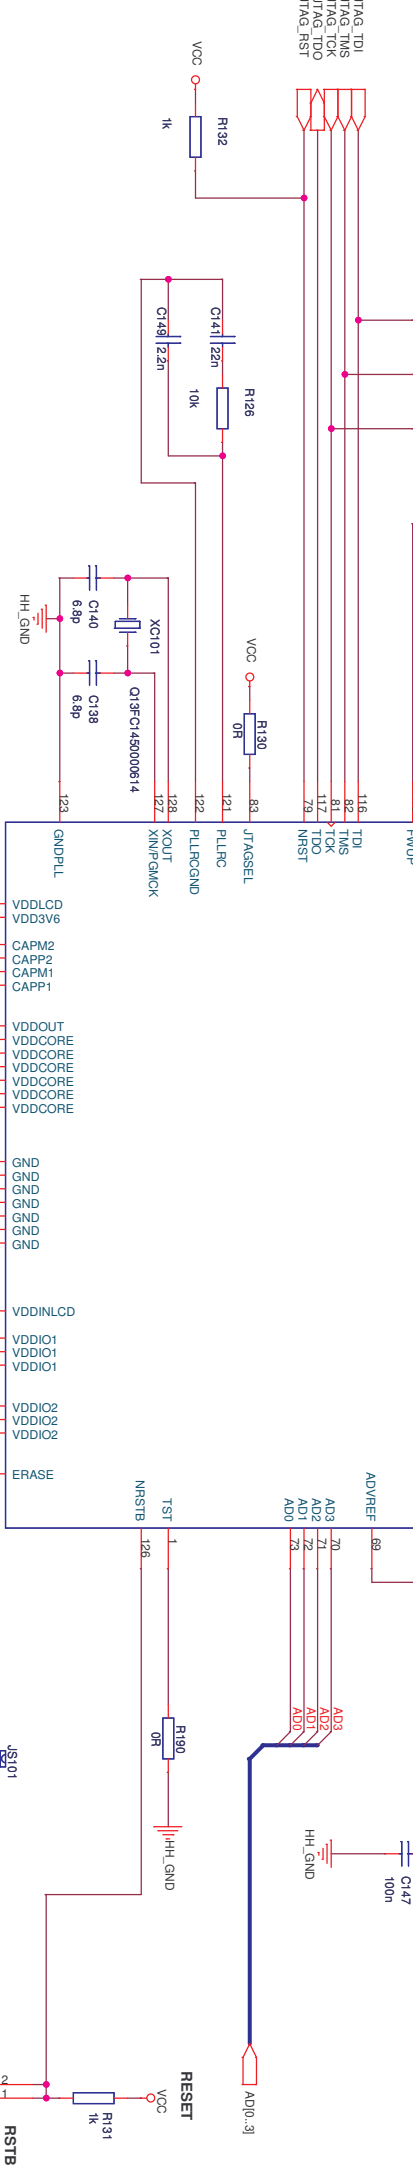 JTAG_TDI
JTAG_TMS
JTAG_TCK
JTAG_TDO
JTAG_RST
VCC
R132
1k
C149
2.2n
C141
22n
R126
10k
HH_GND
C140
6.8p
C138
6.8p
XC101
Q13FC1450000614
VCC
R130
0R
123
127
128
122
121
83
79
117
81
82
116
GNDPLL
XIN/PGMCK
XOUT
PLLRCGND
PLLRC
JTAGSEL
NRST
TDO
TCK
TMS
TDI
FWUP
VDDLCD
VDD3V6
CAPM2
CAPP2
CAPM1
CAPP1
VDDOUT
VDDCORE
VDDCORE
VDDCORE
VDDCORE
VDDCORE
VDDCORE
GND
GND
GND
GND
GND
GND
GND
VDDINLCD
VDDIO1
VDDIO1
VDDIO1
VDDIO2
VDDIO2
VDDIO2
ERASE
NRSTB
TST
AD0
AD1
AD2
AD3
ADVREF
126
1
73
72
71
70
69
AD0
AD1
AD2
AD3
R190
0R
HH_GND
JS101
HH_GND
C147
100n
AD[0..3]
RESET
VCC
R131
1k
2
1
RSTB